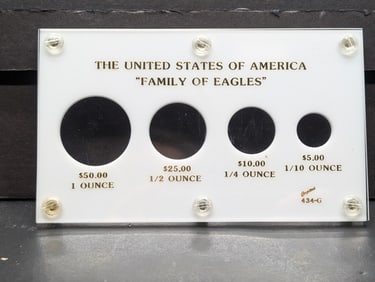 THE UNITED STATES OF AMERICA
"FAMILY OF EAGLES"
$50.00
1 OUNCE
$25.00
1/2 OUNCE
$10.00
1/4 OUNCE
$5.00
1/10 OUNCE
434-G